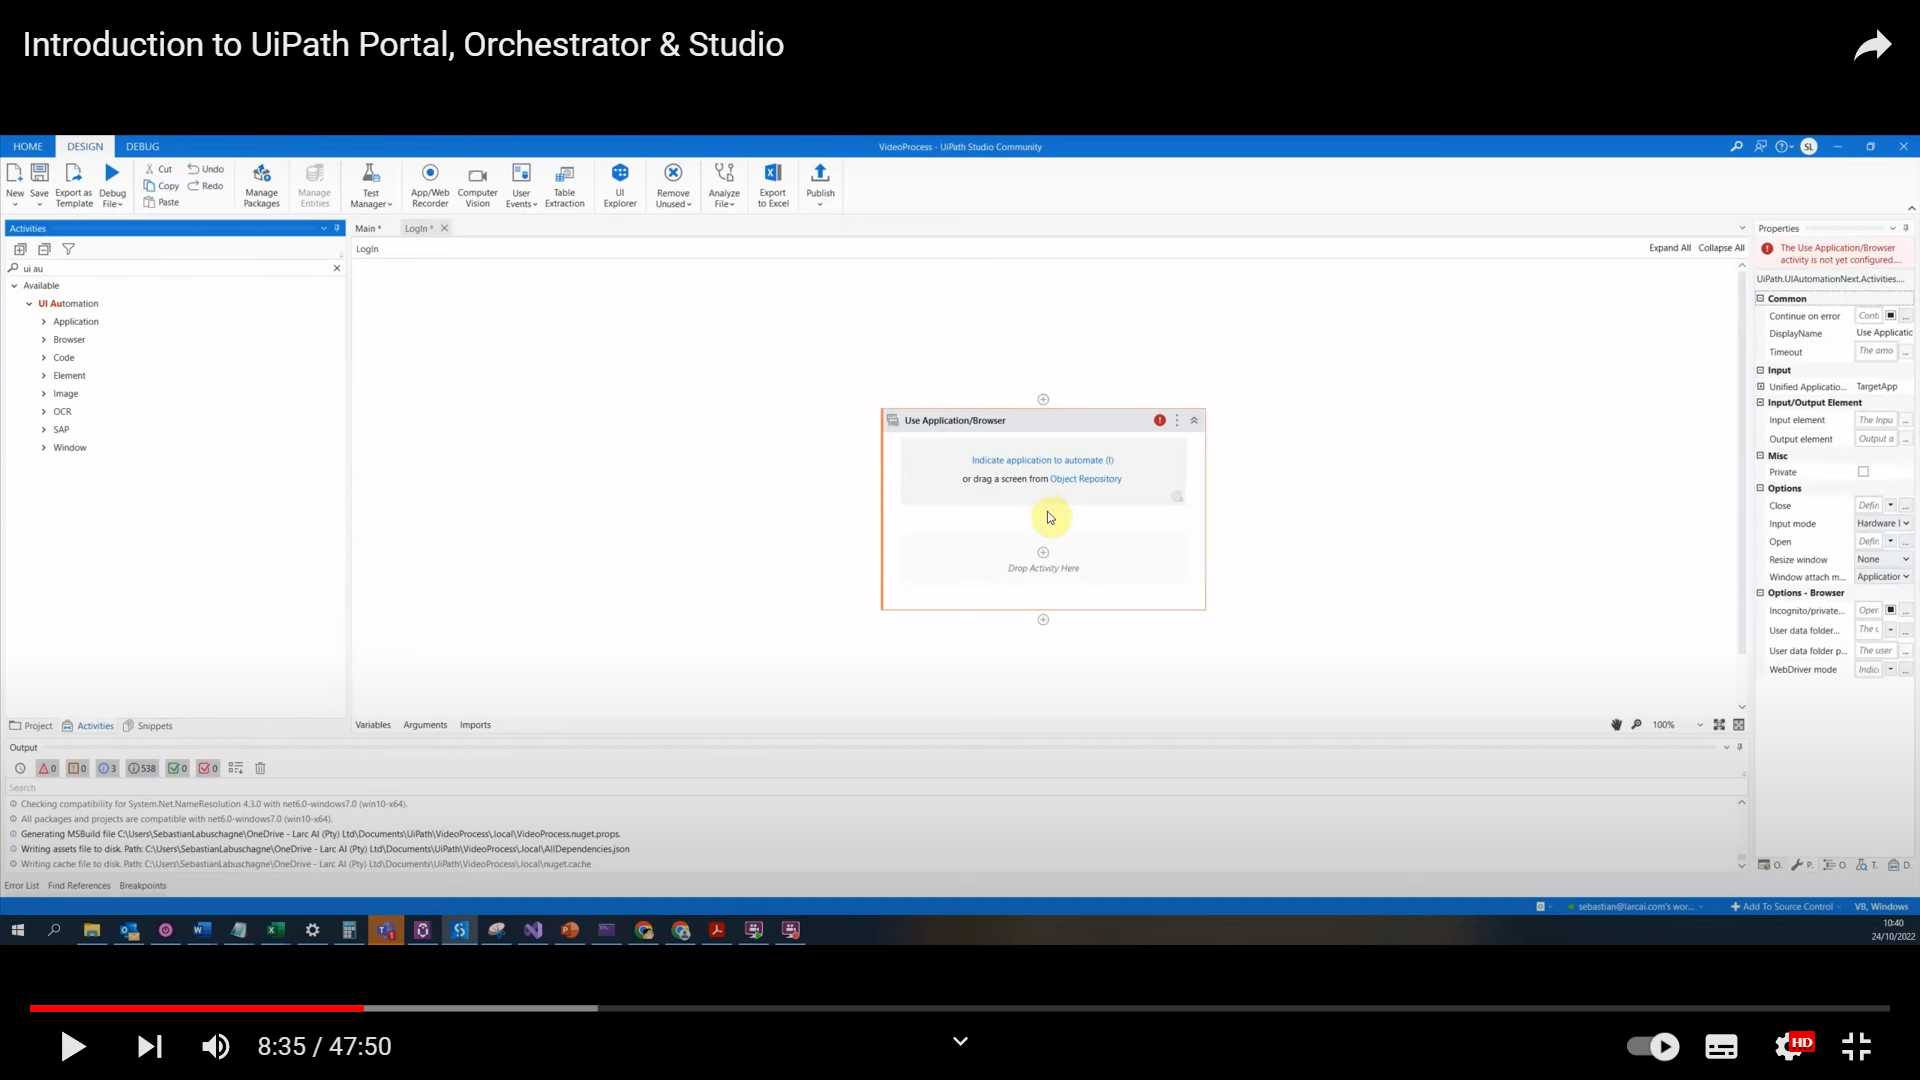 Introduction to UiPath Portal, Orchestrator & Studio
HOME DESIGN DEBUG VideoProcess - UiPath Studio Community SL
New Save Export as Template Debug File Cut Copy Paste Undo Redo Manage Packages Manage Entities Test Manager App/Web Recorder Computer Vision User Events Table Extraction UI Explorer Remove Unused Analyze File Export to Excel Publish
Activities
ui au
Available
UI Automation
Application
Browser
Code
Element
Image
OCR
SAP
Window
Project Activities Snippets
Main * LogIn *
LogIn Expand All Collapse All
Use Application/Browser
Indicate application to automate (I)
or drag a screen from Object Repository
Drop Activity Here
Variables Arguments Imports 100%
Properties
The Use Application/Browser
activity is not yet configured....
UiPath.UIAutomationNext.Activities....
Common
Continue on error Conti ...
DisplayName Use Applicatic
Timeout The amo ...
Input
Unified Applicatio... TargetApp
Input/Output Element
Input element The Inpu ...
Output element Output a ...
Misc
Private
Options
Close Defin ...
Input mode Hardware
Open Defin ...
Resize window None
Window attach m... Application
Options - Browser
Incognito/private... Open ...
User data folder... The ...
User data folder p... The user ...
WebDriver mode Indic ...
O. P. O. T. D.
Output
0 0 3 538 0 0
Search
Checking compatibility for System.Net.NameResolution 4.3.0 with net6.0-windows7.0 (win10-x64).
All packages and projects are compatible with net6.0-windows7.0 (win10-x64).
Generating MSBuild file C:\Users\SebastianLabuschagne\OneDrive - Larc AI (Pty) Ltd\Documents\UiPath\VideoProcess\.local\VideoProcess.nuget.props.
Writing assets file to disk. Path: C:\Users\SebastianLabuschagne\OneDrive - Larc AI (Pty) Ltd\Documents\UiPath\VideoProcess\.local\AllDependencies.json
Writing cache file to disk. Path: C:\Users\SebastianLabuschagne\OneDrive - Larc AI (Pty) Ltd\Documents\UiPath\VideoProcess\.local\nuget.cache
Error List Find References Breakpoints
sebastian@larcai.com's wor... Add To Source Control VB, Windows
10:40
24/10/2022
8:35 / 47:50 HD